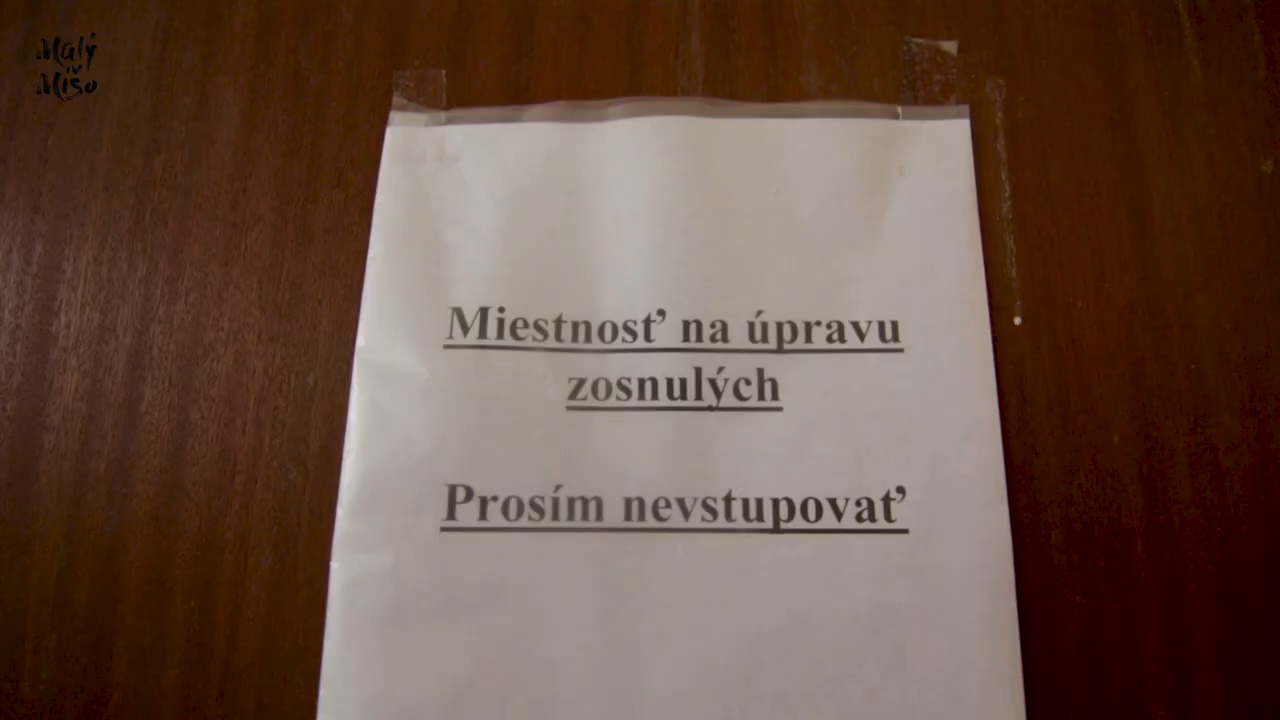 Malý
Mišo
Miestnosť na úpravu
zosnulých
Prosím nevstupovať